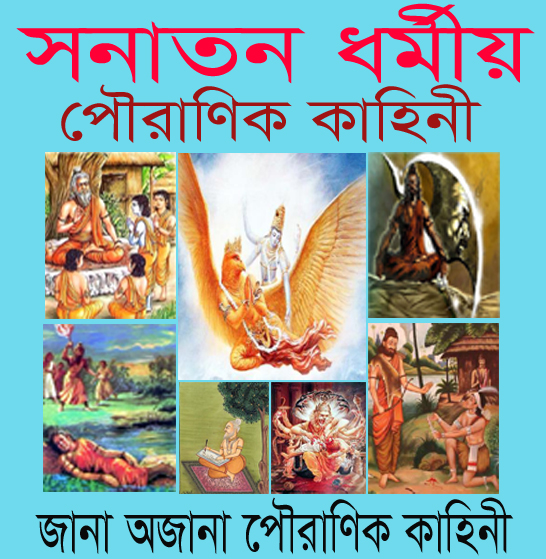 সনাতন ধর্মীয়
পৌরাণিক কাহিনী
জানা অজানা পৌরাণিক কাহিনী